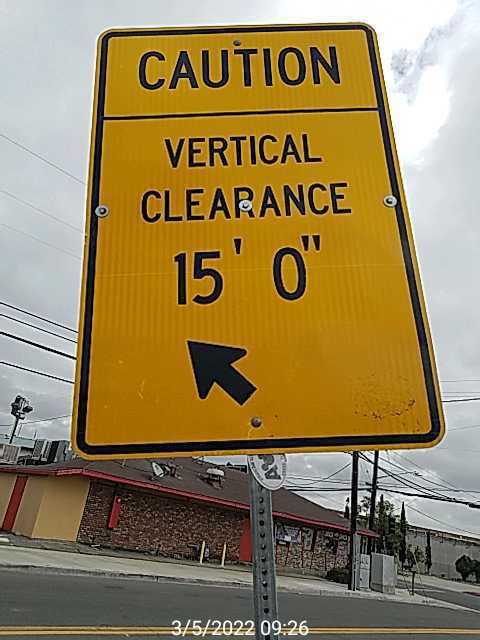 CAUTION
VERTICAL
CLEARANCE
15' 0"
3/5/2022 09:26